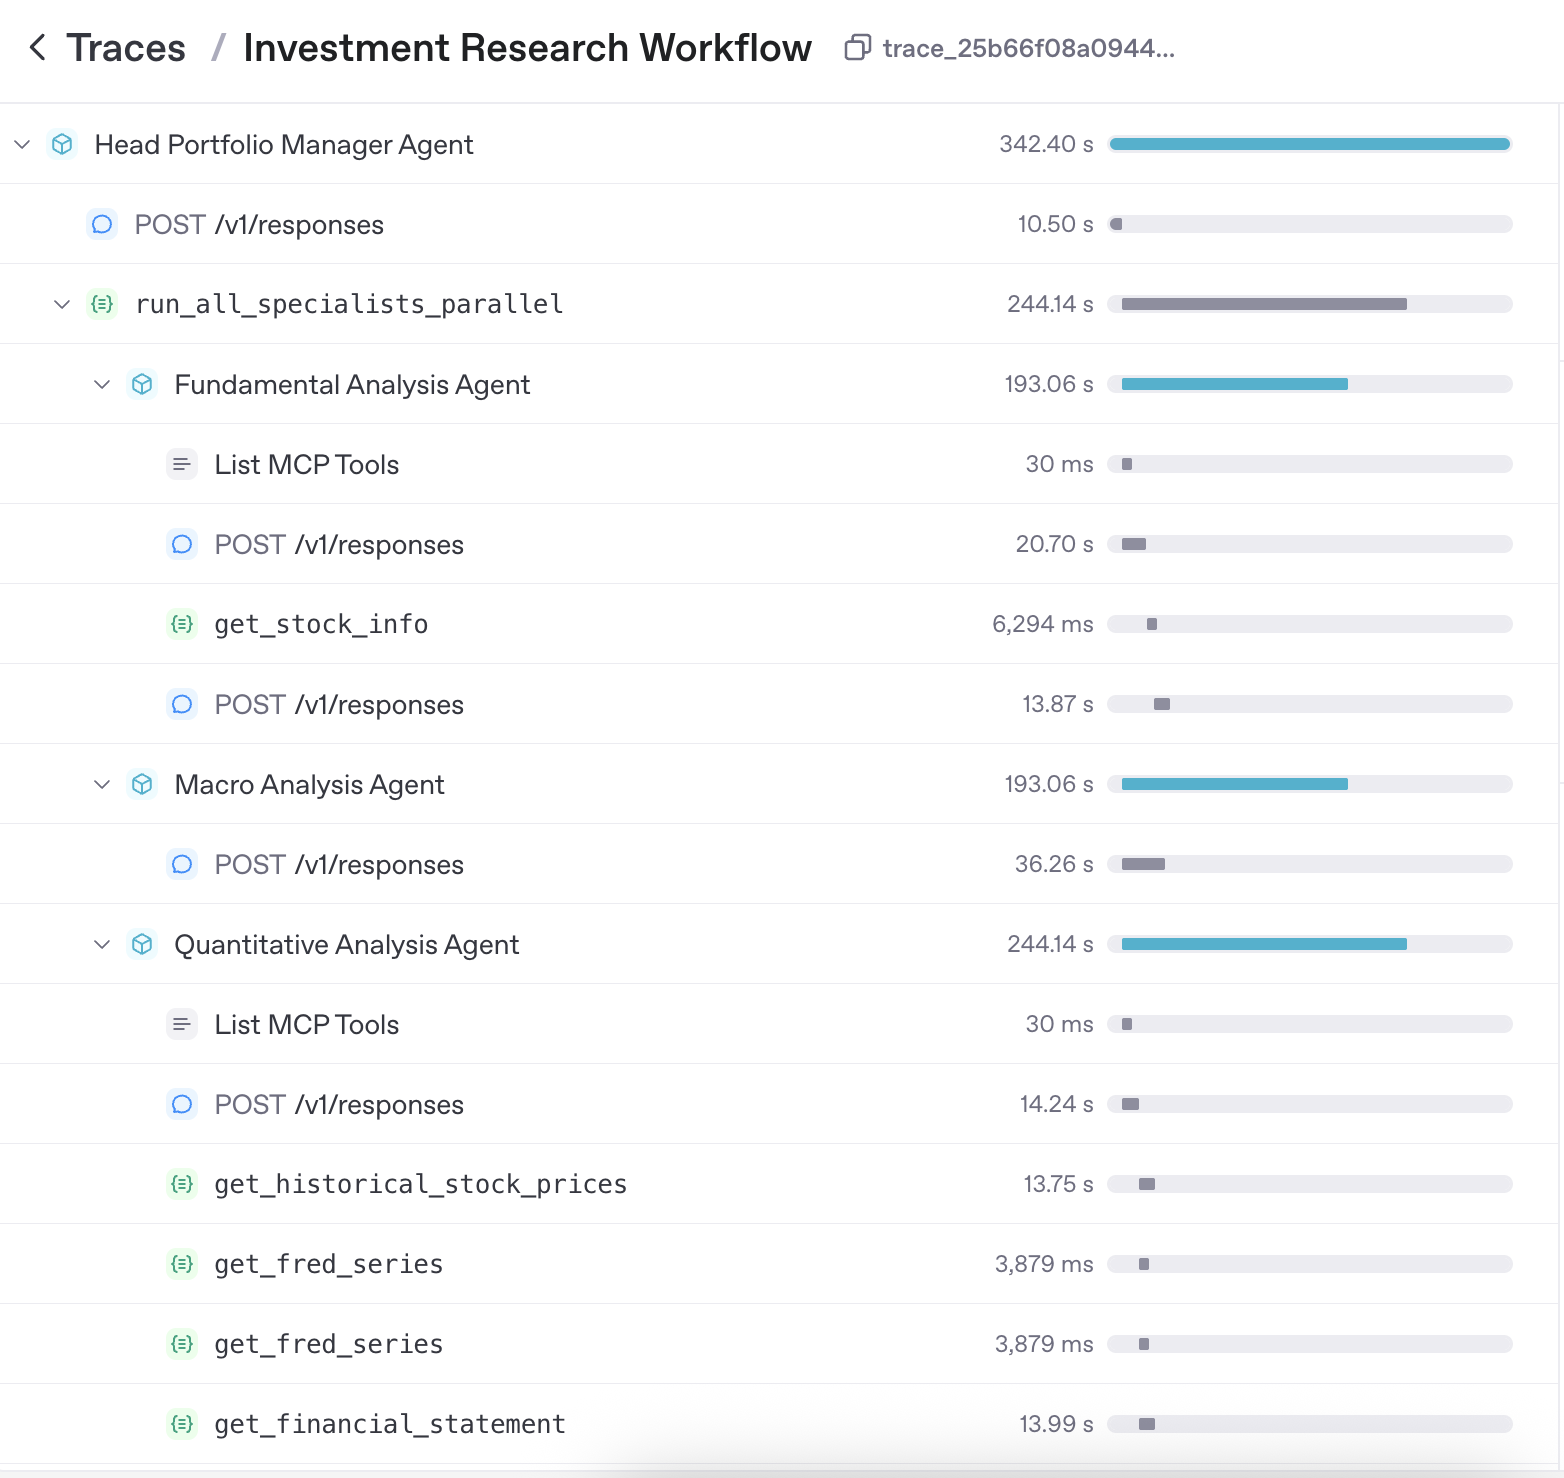 Traces / Investment Research Workflow trace_25b66f08a0944...
Head Portfolio Manager Agent 342.40 s
POST /v1/responses 10.50 s
run_all_specialists_parallel 244.14 s
Fundamental Analysis Agent 193.06 s
List MCP Tools 30 ms
POST /v1/responses 20.70 s
get_stock_info 6,294 ms
POST /v1/responses 13.87 s
Macro Analysis Agent 193.06 s
POST /v1/responses 36.26 s
Quantitative Analysis Agent 244.14 s
List MCP Tools 30 ms
POST /v1/responses 14.24 s
get_historical_stock_prices 13.75 s
get_fred_series 3,879 ms
get_fred_series 3,879 ms
get_financial_statement 13.99 s